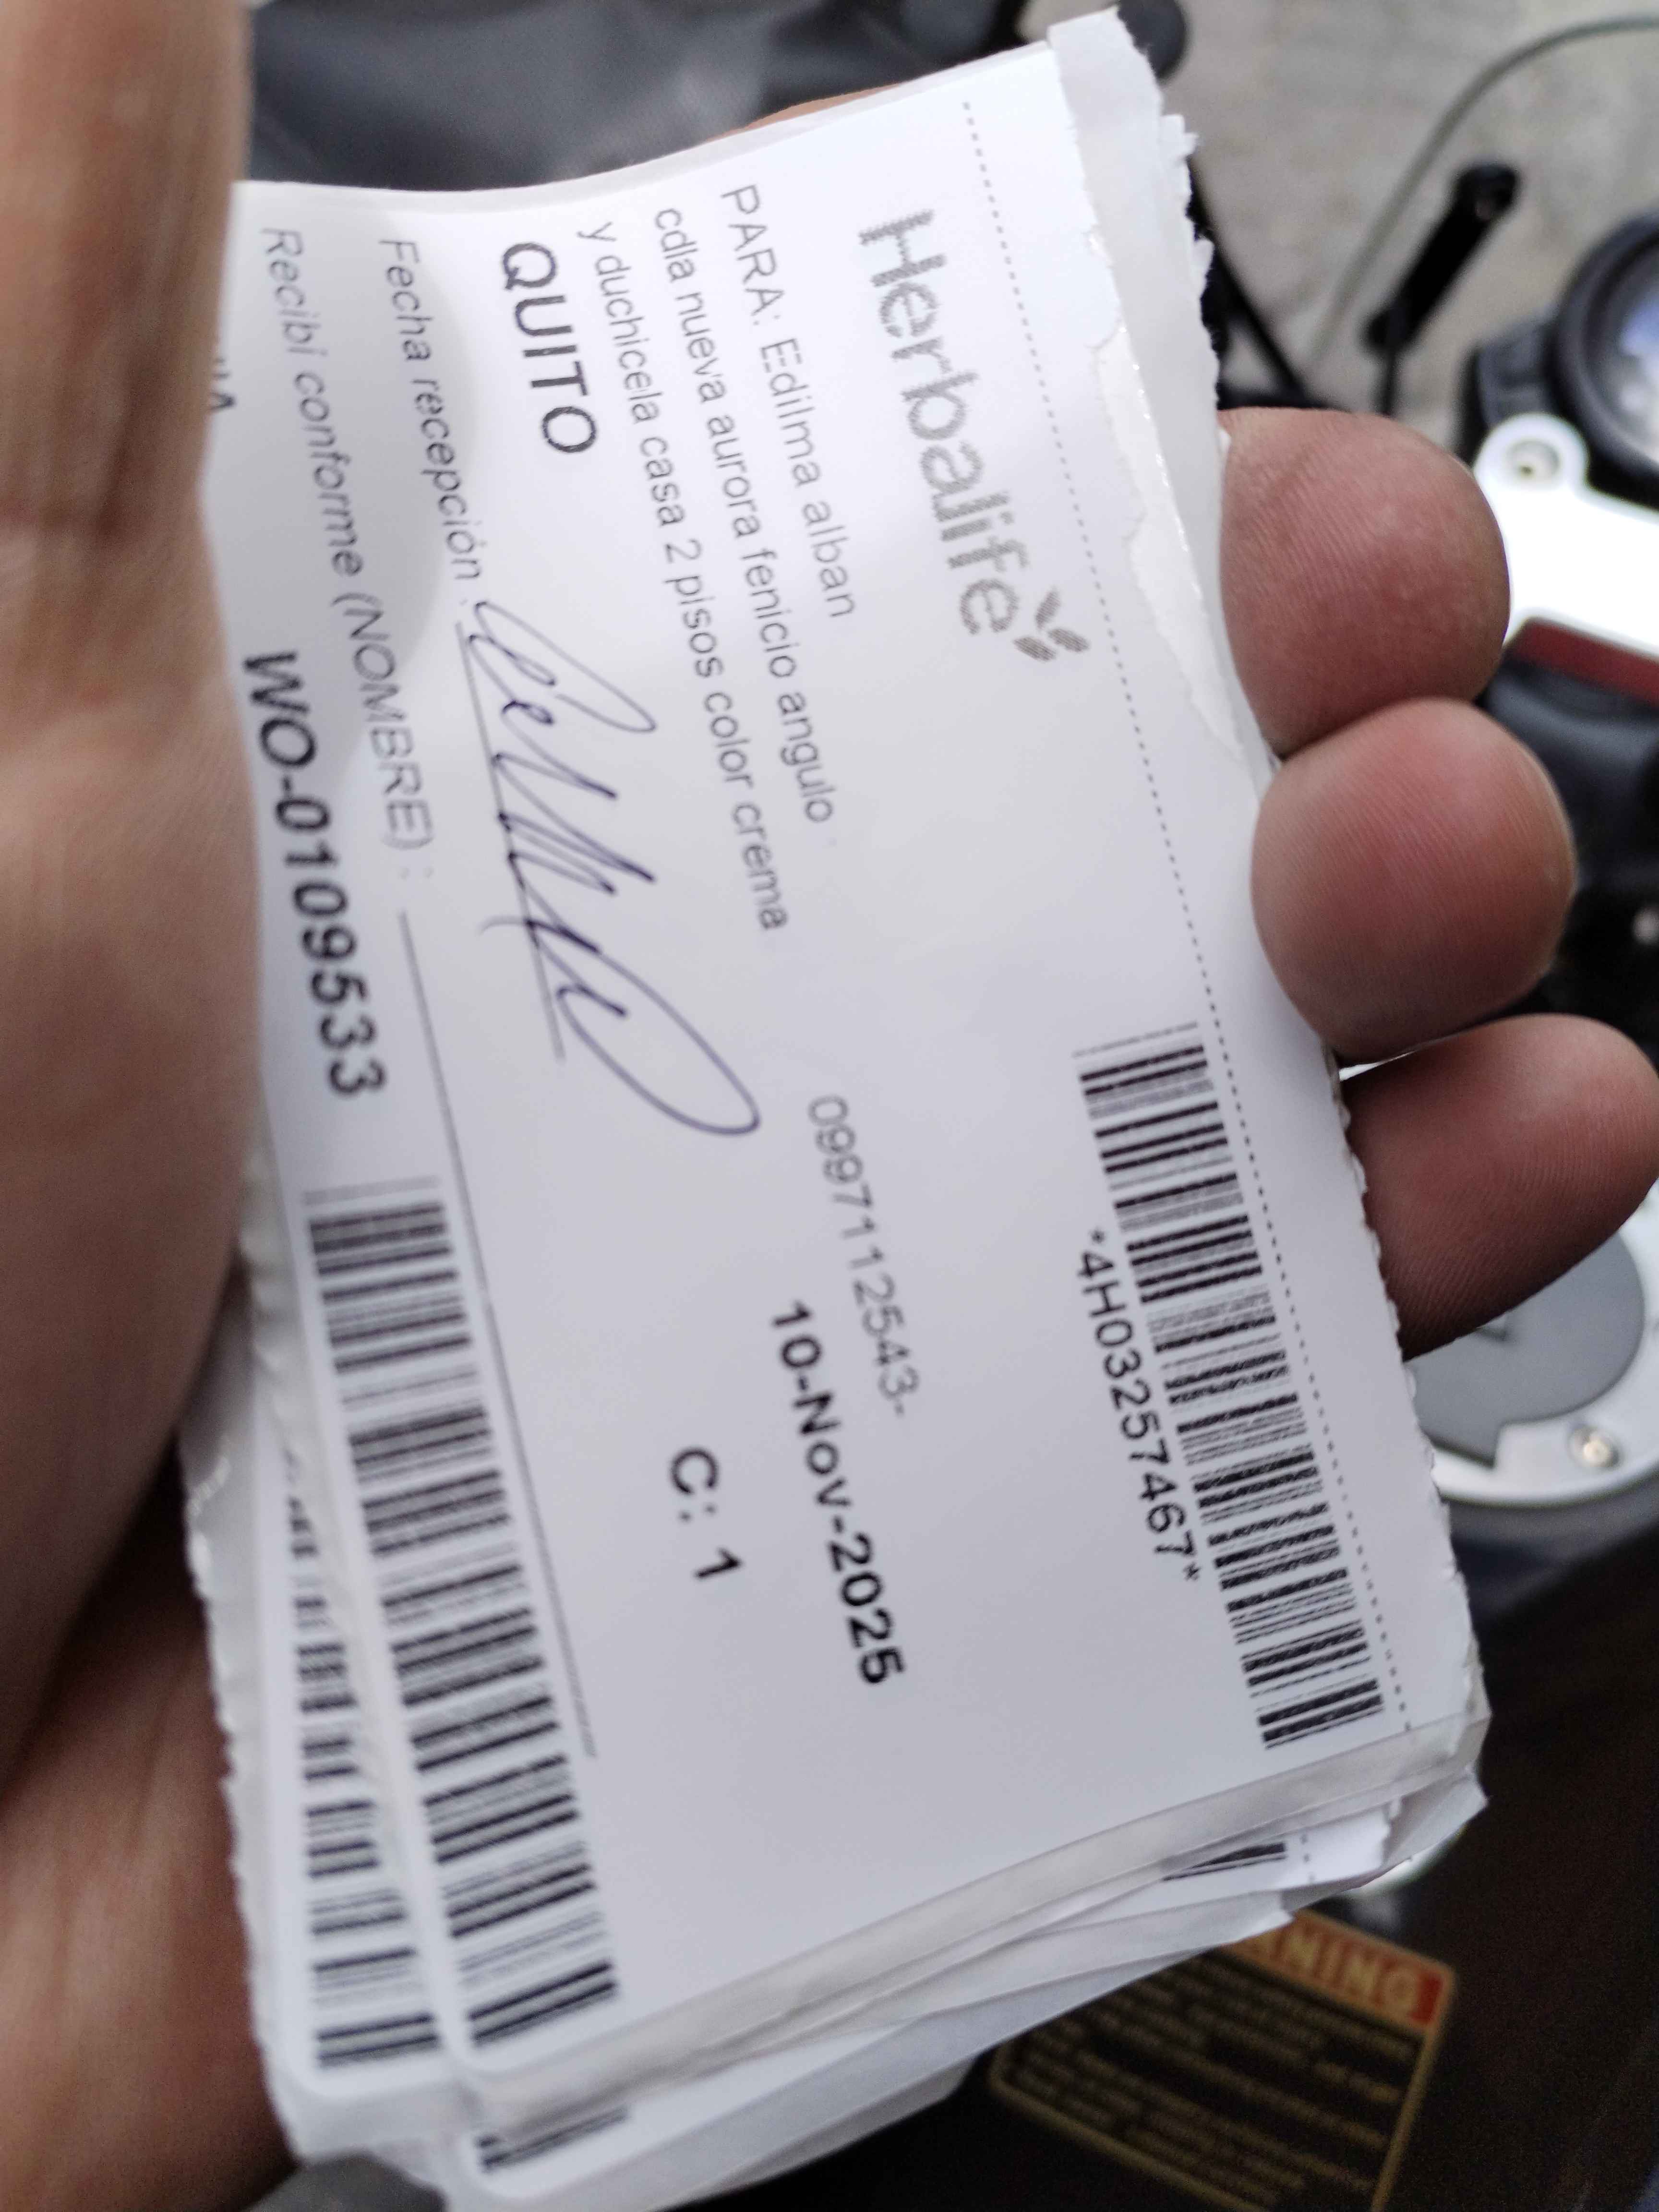 *4H03257467*
Herbalife
PARA: Edilma alban
0997112543-
cdla nueva aurora fenicio angulo
y duchicela casa 2 pisos color crema
10-Nov-2025
QUITO
C: 1
Fecha recepción :
Recibí conforme (NOMBRE) :
WO-0109533